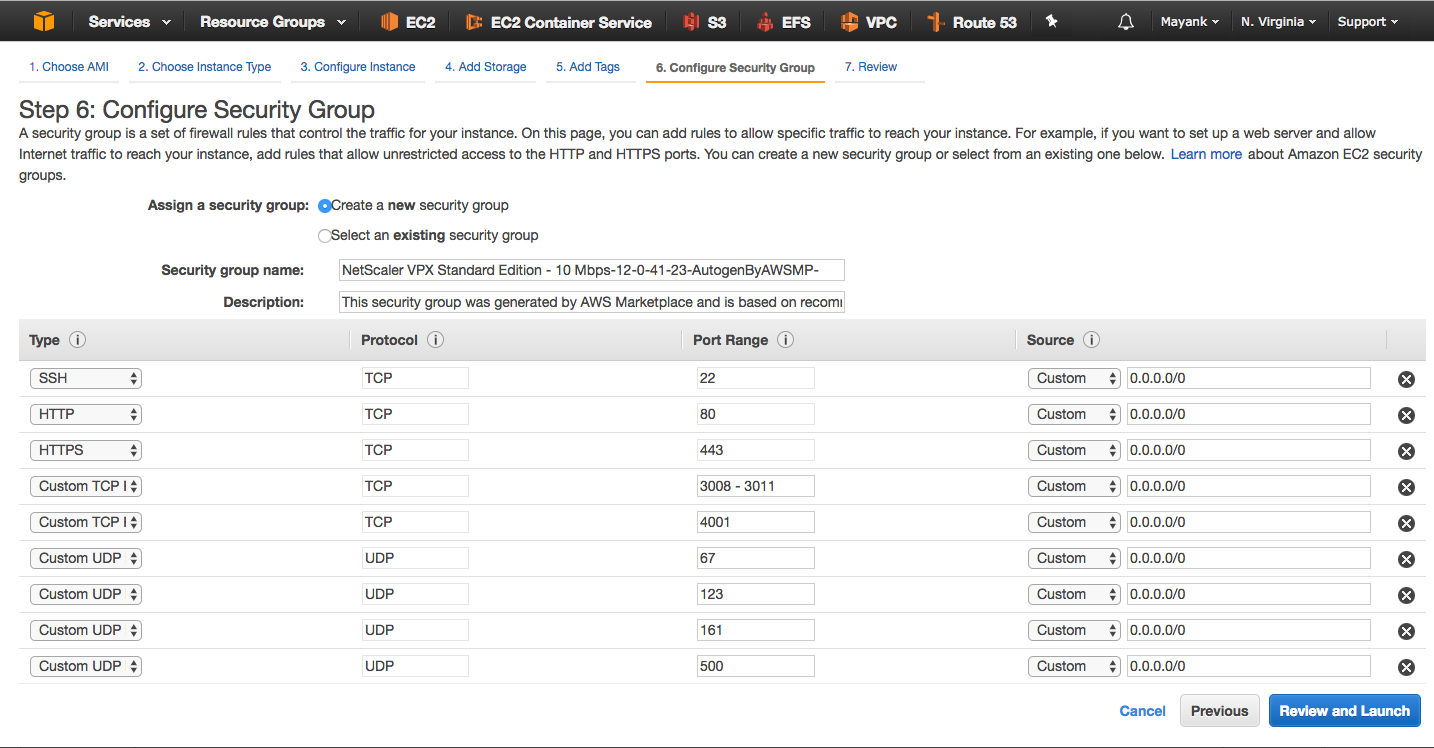 Services Resource Groups EC2 EC2 Container Service S3 EFS VPC Route 53 Mayank N. Virginia Support
1. Choose AMI 2. Choose Instance Type 3. Configure Instance 4. Add Storage 5. Add Tags 6. Configure Security Group 7. Review
Step 6: Configure Security Group
A security group is a set of firewall rules that control the traffic for your instance. On this page, you can add rules to allow specific traffic to reach your instance. For example, if you want to set up a web server and allow
Internet traffic to reach your instance, add rules that allow unrestricted access to the HTTP and HTTPS ports. You can create a new security group or select from an existing one below. Learn more about Amazon EC2 security
groups.
Assign a security group: Create a new security group
Select an existing security group
Security group name: NetScaler VPX Standard Edition - 10 Mbps-12-0-41-23-AutogenByAWSMP-
Description: This security group was generated by AWS Marketplace and is based on recomm
Type i Protocol i Port Range i Source i
SSH TCP 22 Custom 0.0.0.0/0
HTTP TCP 80 Custom 0.0.0.0/0
HTTPS TCP 443 Custom 0.0.0.0/0
Custom TCP I TCP 3008 - 3011 Custom 0.0.0.0/0
Custom TCP I TCP 4001 Custom 0.0.0.0/0
Custom UDP UDP 67 Custom 0.0.0.0/0
Custom UDP UDP 123 Custom 0.0.0.0/0
Custom UDP UDP 161 Custom 0.0.0.0/0
Custom UDP UDP 500 Custom 0.0.0.0/0
Cancel Previous Review and Launch